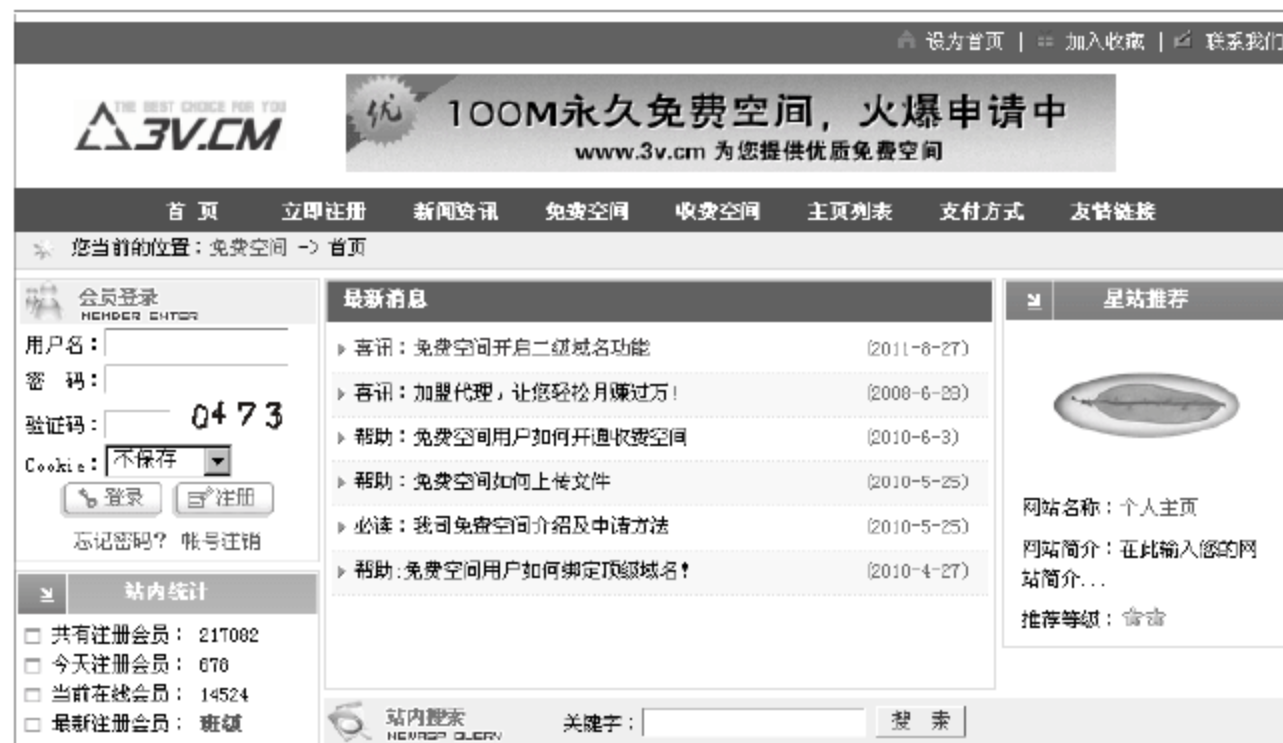 设为首页 | 加入收藏 | 联系我们
THE BEST CHOICE FOR YOU
3V.CM
优
100M永久免费空间，火爆申请中
www.3v.cm 为您提供优质免费空间
首 页 立即注册 新闻资讯 免费空间 收费空间 主页列表 支付方式 友情链接
您当前的位置：免费空间 -> 首页
会员登录
MEMBER ENTER
用户名：
密 码：
验证码： 0473
Cookie： 不保存
登录 注册
忘记密码？ 帐号注销
站内统计
共有注册会员： 217082
今天注册会员： 678
当前在线会员： 14524
最新注册会员： 班级
最新消息
喜讯：免费空间开启二级域名功能 (2011-8-27)
喜讯：加盟代理，让您轻松月赚过万! (2008-6-28)
帮助：免费空间用户如何开通收费空间 (2010-6-3)
帮助：免费空间如何上传文件 (2010-5-25)
必读：我司免费空间介绍及申请方法 (2010-5-25)
帮助:免费空间用户如何绑定顶级域名! (2010-4-27)
站内搜索
关键字： 搜 索
星站推荐
网站名称：个人主页
网站简介：在此输入您的网
站简介...
推荐等级：